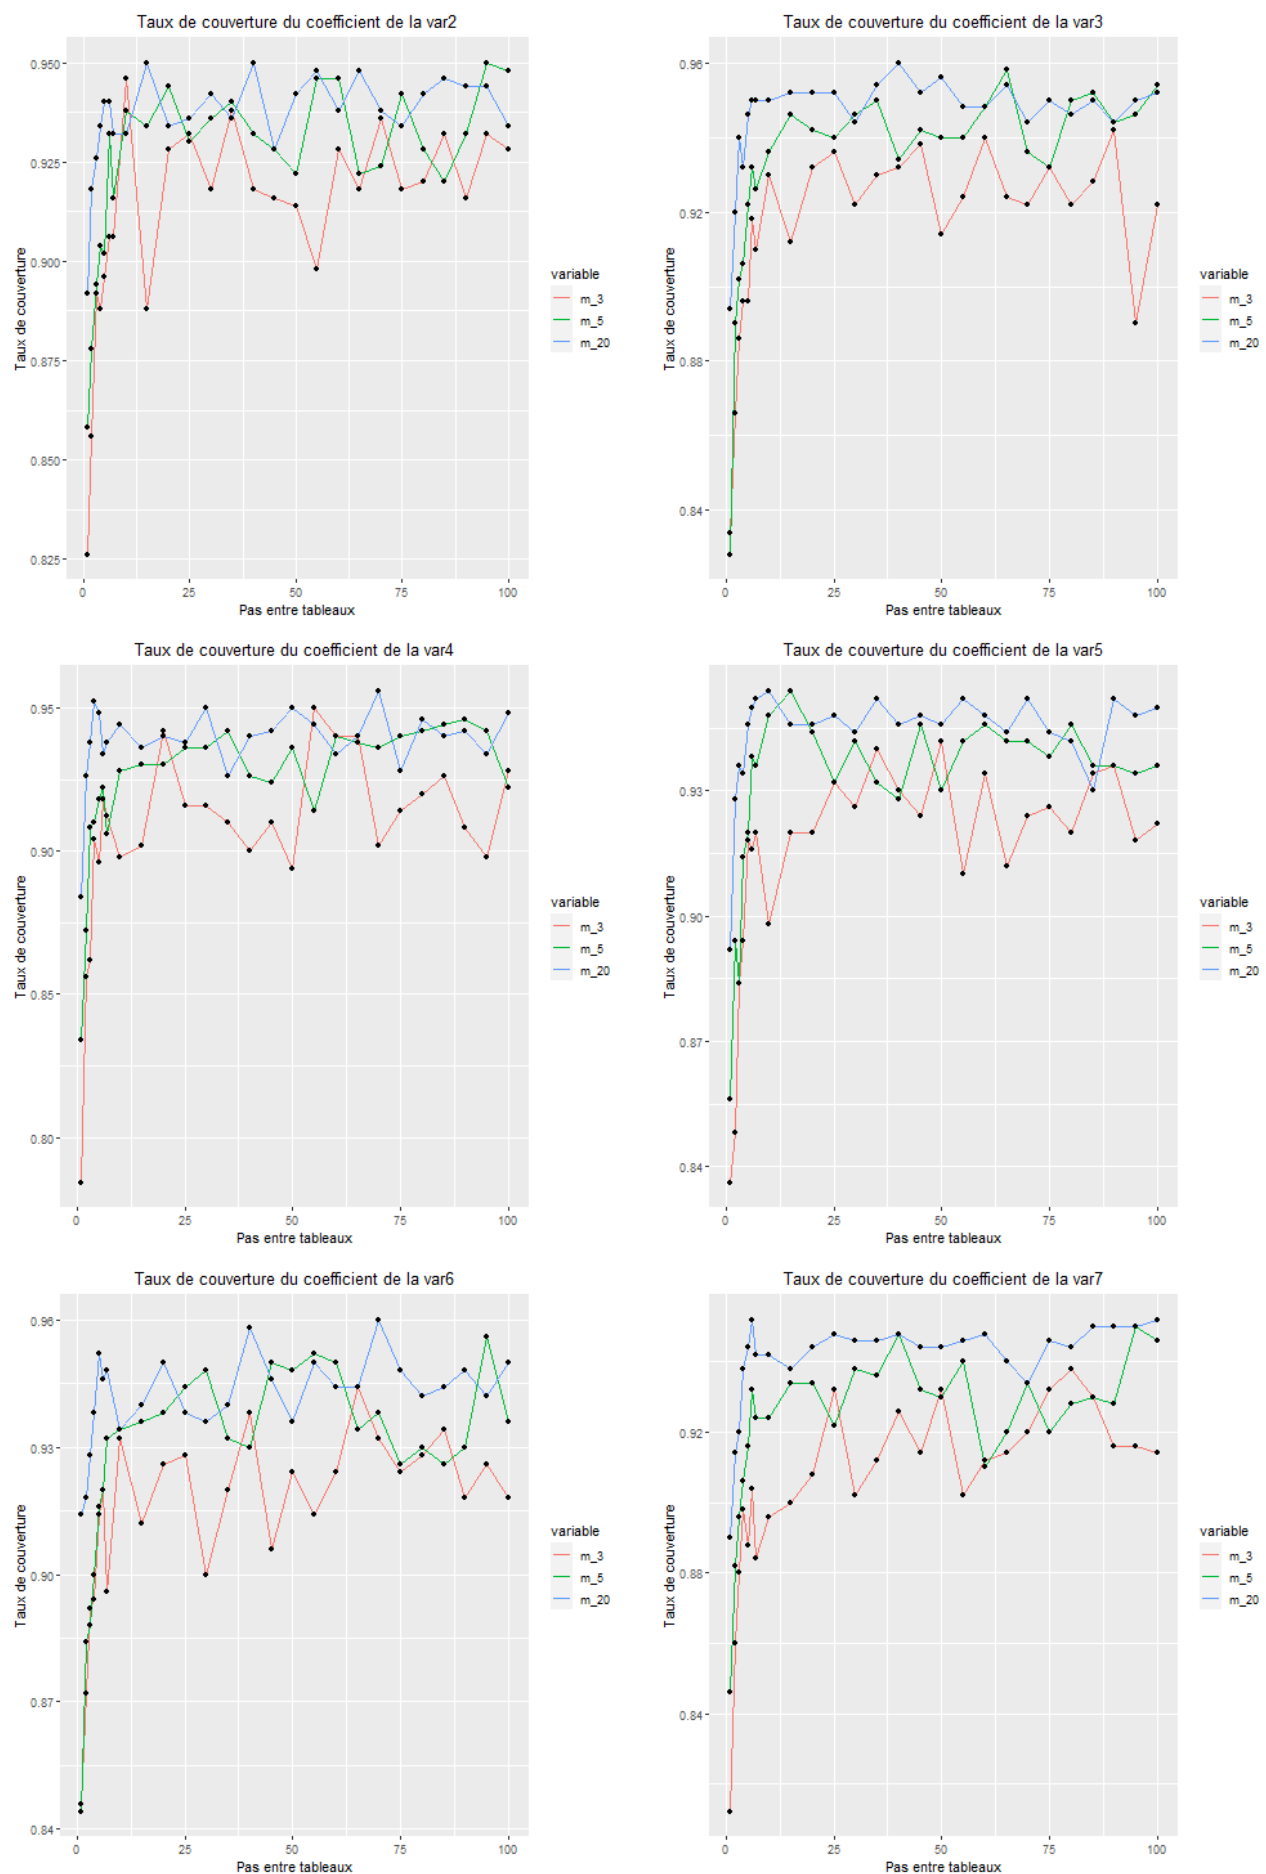 Taux de couverture du coefficient de la var2
Taux de couverture
0.950
0.925
0.900
0.875
0.850
0.825
0
25
50
75
100
Pas entre tableaux
variable
m_3
m_5
m_20
Taux de couverture du coefficient de la var3
Taux de couverture
0.96
0.92
0.88
0.84
0
25
50
75
100
Pas entre tableaux
variable
m_3
m_5
m_20
Taux de couverture du coefficient de la var4
Taux de couverture
0.95
0.90
0.85
0.80
0
25
50
75
100
Pas entre tableaux
variable
m_3
m_5
m_20
Taux de couverture du coefficient de la var5
Taux de couverture
0.93
0.90
0.87
0.84
0
25
50
75
100
Pas entre tableaux
variable
m_3
m_5
m_20
Taux de couverture du coefficient de la var6
Taux de couverture
0.96
0.93
0.90
0.87
0.84
0
25
50
75
100
Pas entre tableaux
variable
m_3
m_5
m_20
Taux de couverture du coefficient de la var7
Taux de couverture
0.92
0.88
0.84
0
25
50
75
100
Pas entre tableaux
variable
m_3
m_5
m_20